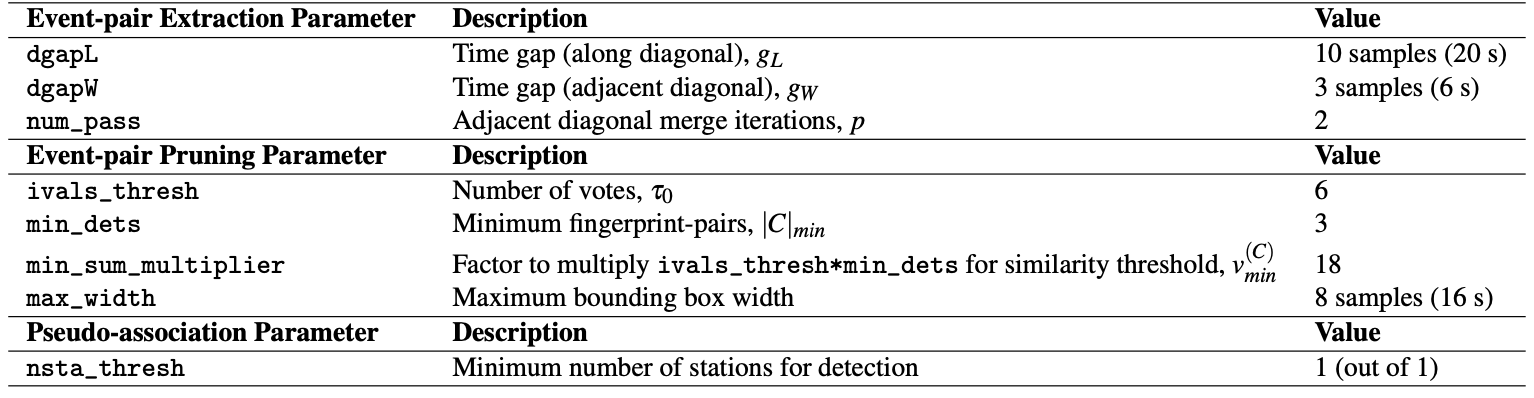 Event-pair Extraction Parameter Description Value
dgapL Time gap (along diagonal), g_L 10 samples (20 s)
dgapW Time gap (adjacent diagonal), g_W 3 samples (6 s)
num_pass Adjacent diagonal merge iterations, p 2
Event-pair Pruning Parameter Description Value
ivals_thresh Number of votes, τ_0 6
min_dets Minimum fingerprint-pairs, |C|_min 3
min_sum_multiplier Factor to multiply ivals_thresh*min_dets for similarity threshold, v_min^(C) 18
max_width Maximum bounding box width 8 samples (16 s)
Pseudo-association Parameter Description Value
nsta_thresh Minimum number of stations for detection 1 (out of 1)